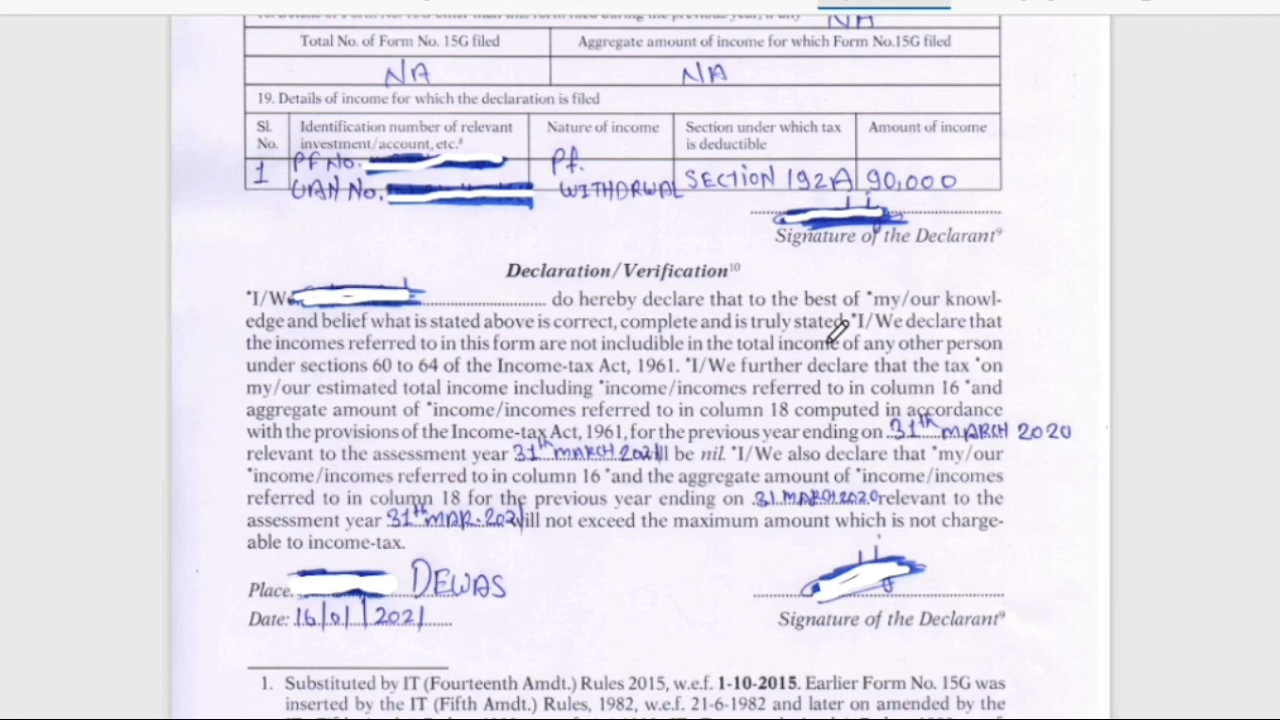 NA
Total No. of Form No. 15G filed
Aggregate amount of income for which Form No.15G filed
NA
NA
19. Details of income for which the declaration is filed
Sl. No.
Identification number of relevant investment/account, etc.⁸
Nature of income
Section under which tax is deductible
Amount of income
1
PF No.
UAN No.
Pf. WITHDRWAL
SECTION 192A
90,000
Signature of the Declarant⁹
Declaration/Verification¹⁰
*I/We do hereby declare that to the best of *my/our knowl-
edge and belief what is stated above is correct, complete and is truly stated. *I/We declare that
the incomes referred to in this form are not includible in the total income of any other person
under sections 60 to 64 of the Income-tax Act, 1961. *I/We further declare that the tax *on
my/our estimated total income including *income/incomes referred to in column 16 *and
aggregate amount of *income/incomes referred to in column 18 computed in accordance
with the provisions of the Income-tax Act, 1961, for the previous year ending on 31th MARCH 2020
relevant to the assessment year 31th MARCH 2021 will be nil. *I/We also declare that *my/our
*income/incomes referred to in column 16 *and the aggregate amount of *income/incomes
referred to in column 18 for the previous year ending on 31 MARCH 2020 relevant to the
assessment year 31th MAR. 2021 will not exceed the maximum amount which is not charge-
able to income-tax.
Place DEWAS
Date: 16/01/2021
Signature of the Declarant⁹
1. Substituted by IT (Fourteenth Amdt.) Rules 2015, w.e.f. 1-10-2015. Earlier Form No. 15G was
inserted by the IT (Fifth Amdt.) Rules, 1982, w.e.f. 21-6-1982 and later on amended by the